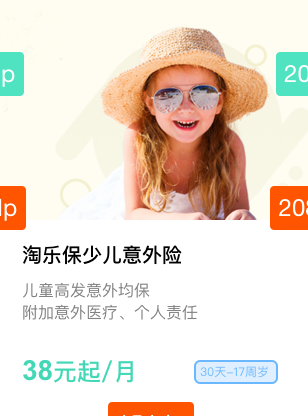 lp
20
lp
20
淘乐保少儿意外险
儿童高发意外均保
附加意外医疗、个人责任
38元起/月
30天-17周岁